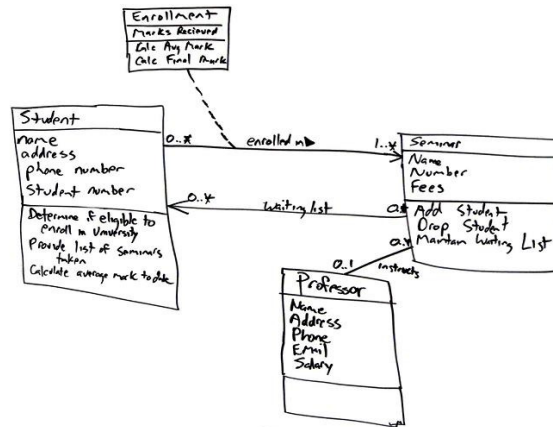 Enrollment
Marks Recieved
Calc Avg Mark
Calc Final Mark
Student
name
address
phone number
Student number
Determine if eligible to
enroll in University
Provide list of Seminars
taken
Calculate average mark to date
0..*
enrolled in
1..*
0..*
Waiting list
Seminar
Name
Number
Fees
Add Student
Drop Student
Maintain Waiting List
0..1
instructs
Professor
Name
Address
Phone
Email
Salary